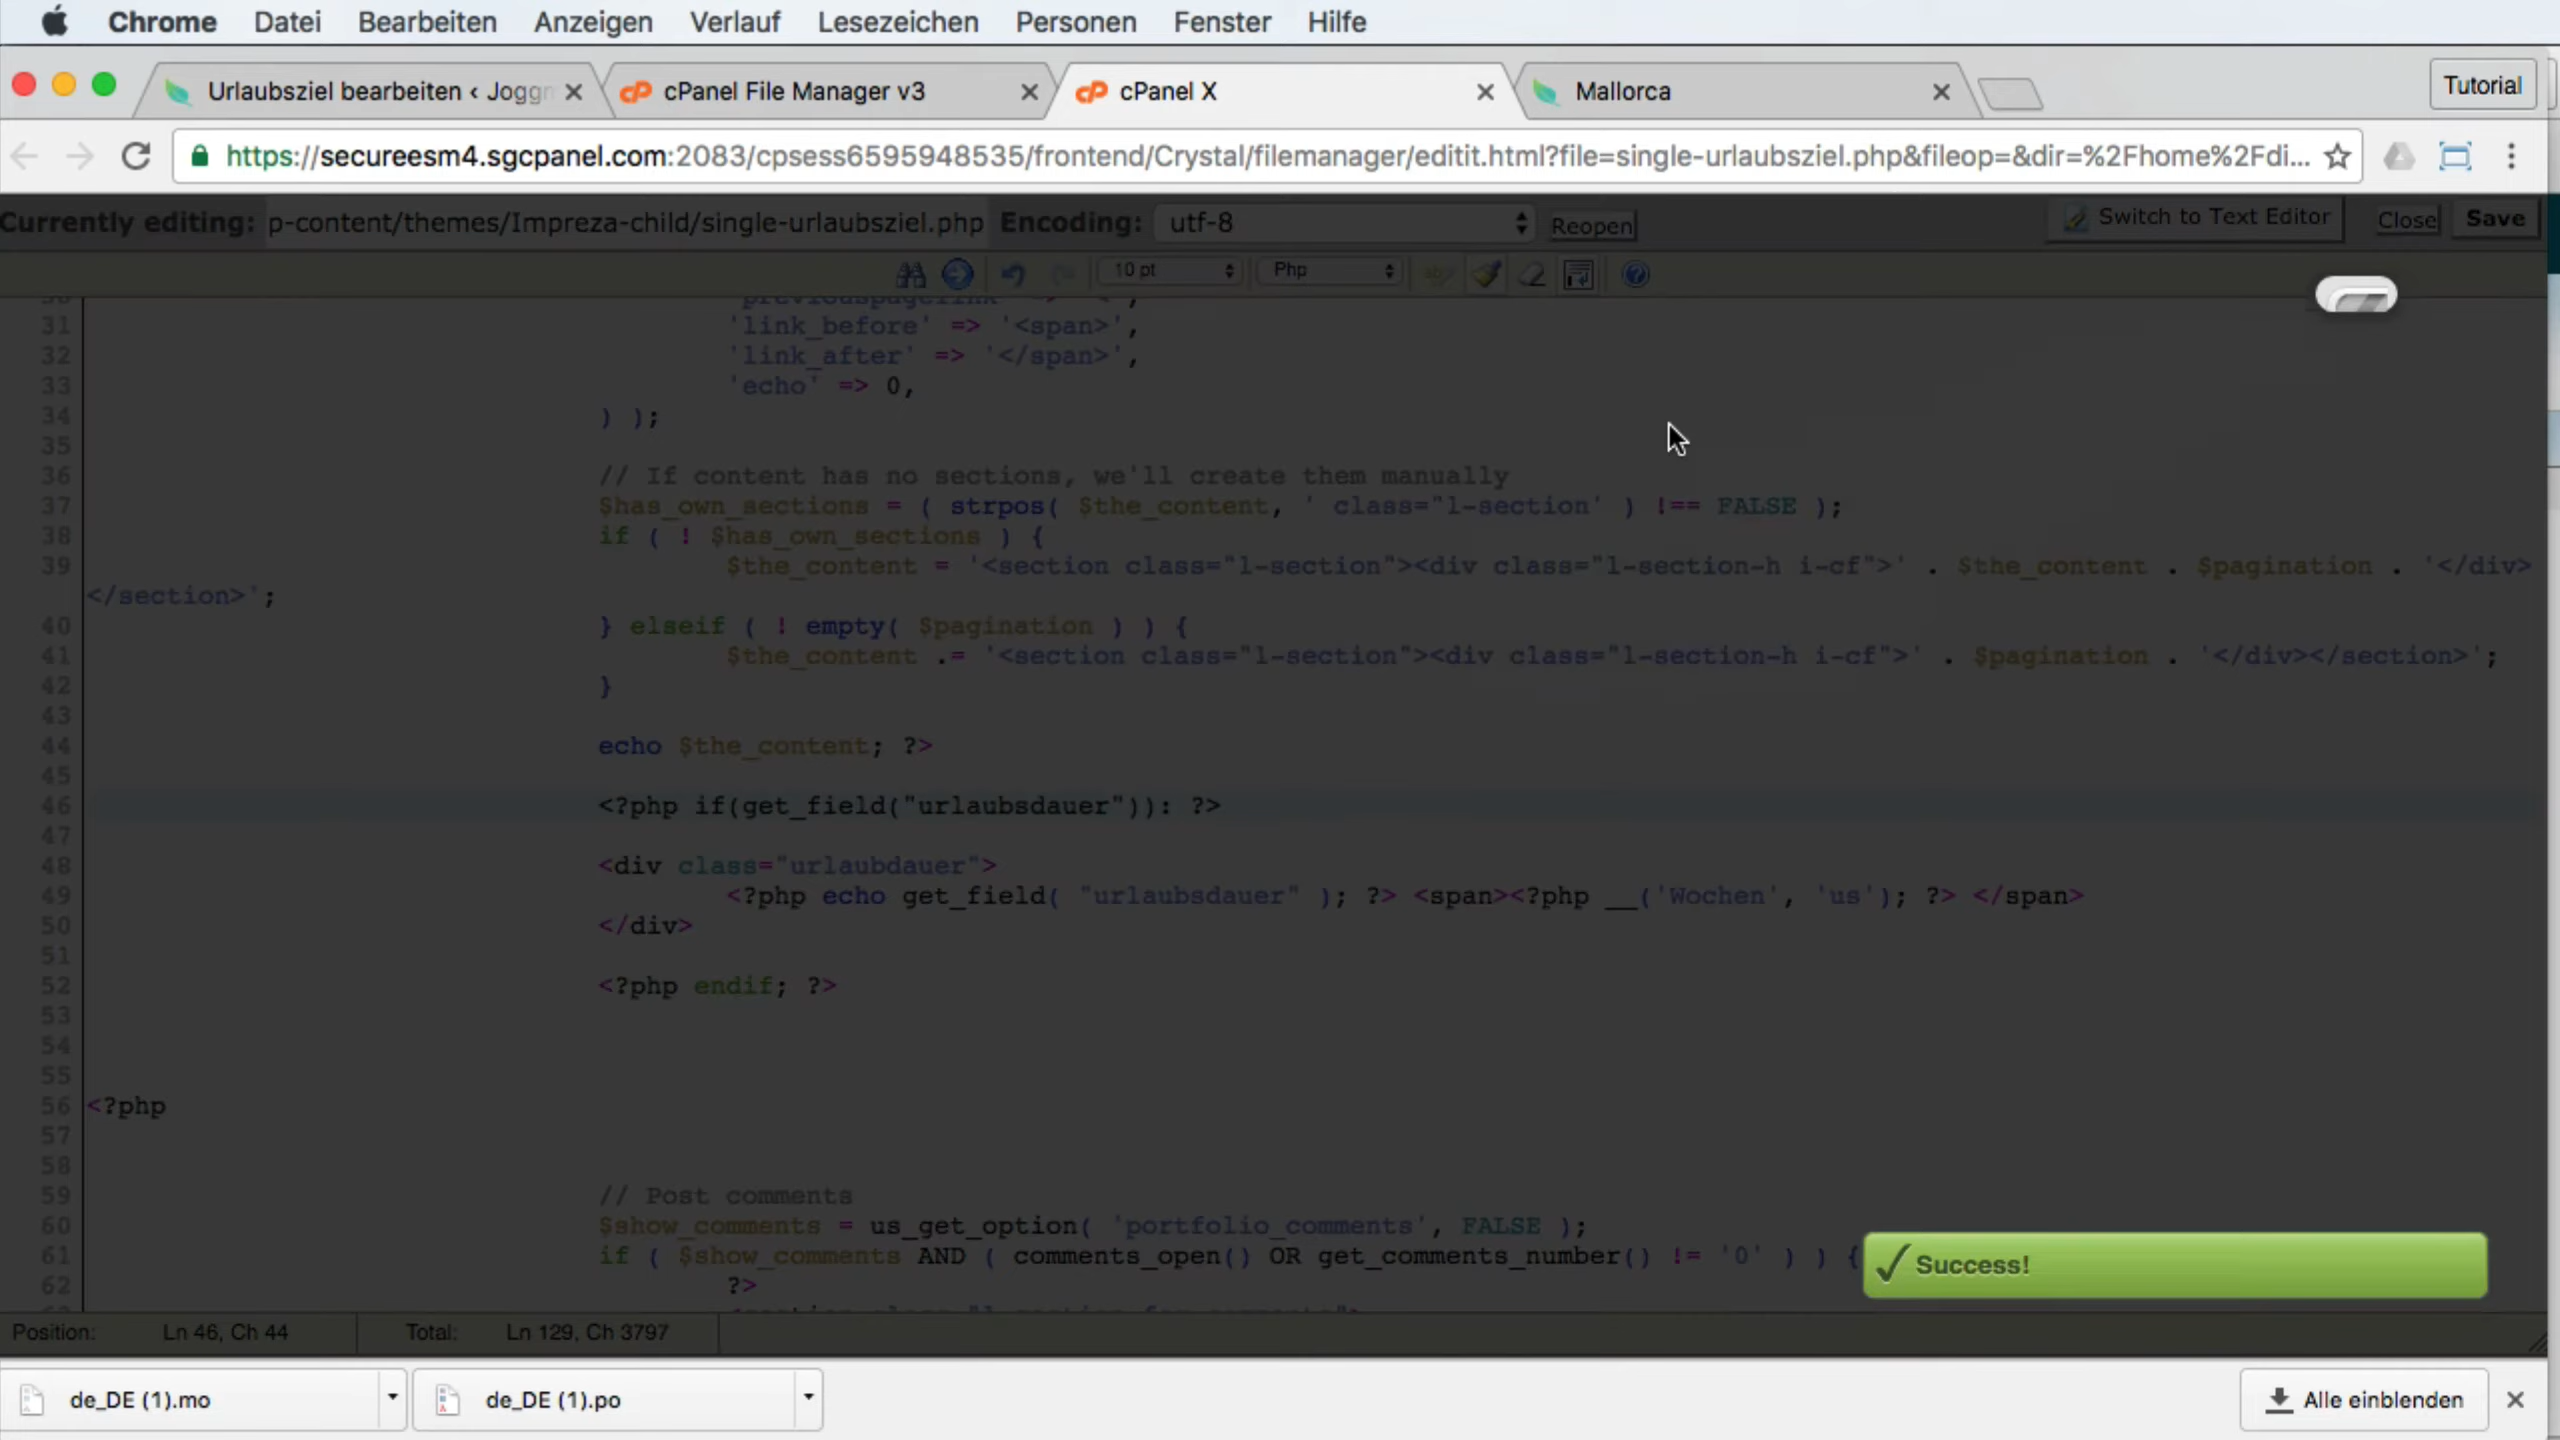 Chrome Datei Bearbeiten Anzeigen Verlauf Lesezeichen Personen Fenster Hilfe
Urlaubsziel bearbeiten ‹ Joggr
cPanel File Manager v3
cPanel X
Mallorca
Tutorial
https://secureesm4.sgcpanel.com:2083/cpsess6595948535/frontend/Crystal/filemanager/editit.html?file=single-urlaubsziel.php&fileop=&dir=%2Fhome%2Fdi...
Currently editing: p-content/themes/Impreza-child/single-urlaubsziel.php Encoding: utf-8 Reopen Switch to Text Editor Close Save
10 pt Php
31 'link_before' => '<span>',
32 'link_after' => '</span>',
33 'echo' => 0,
34 ) );
35
36 // If content has no sections, we'll create them manually
37 $has_own_sections = ( strpos( $the_content, ' class="l-section' ) !== FALSE );
38 if ( ! $has_own_sections ) {
39 $the_content = '<section class="l-section"><div class="l-section-h i-cf">' . $the_content . $pagination . '</div>
</section>';
40 } elseif ( ! empty( $pagination ) ) {
41 $the_content .= '<section class="l-section"><div class="l-section-h i-cf">' . $pagination . '</div></section>';
42 }
43
44 echo $the_content; ?>
45
46 <?php if(get_field("urlaubsdauer")): ?>
47
48 <div class="urlaubdauer">
49 <?php echo get_field( "urlaubsdauer" ); ?> <span><?php __('Wochen', 'us'); ?> </span>
50 </div>
51
52 <?php endif; ?>
53
54
55
56 <?php
57
58
59 // Post comments
60 $show_comments = us_get_option( 'portfolio_comments', FALSE );
61 if ( $show_comments AND ( comments_open() OR get_comments_number() != '0' ) ) {
62 ?>
Success!
Position: Ln 46, Ch 44 Total: Ln 129, Ch 3797
de_DE (1).mo
de_DE (1).po
Alle einblenden